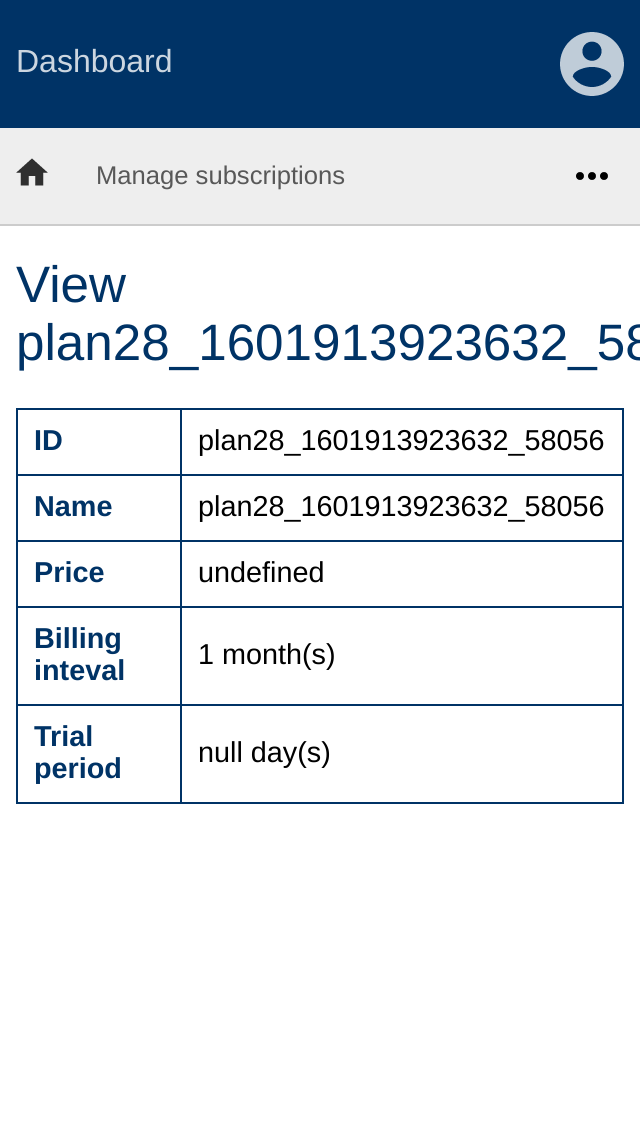 Dashboard
Manage subscriptions
View
plan28_1601913923632_58
ID plan28_1601913923632_58056
Name plan28_1601913923632_58056
Price undefined
Billing
inteval
1 month(s)
Trial
period
null day(s)